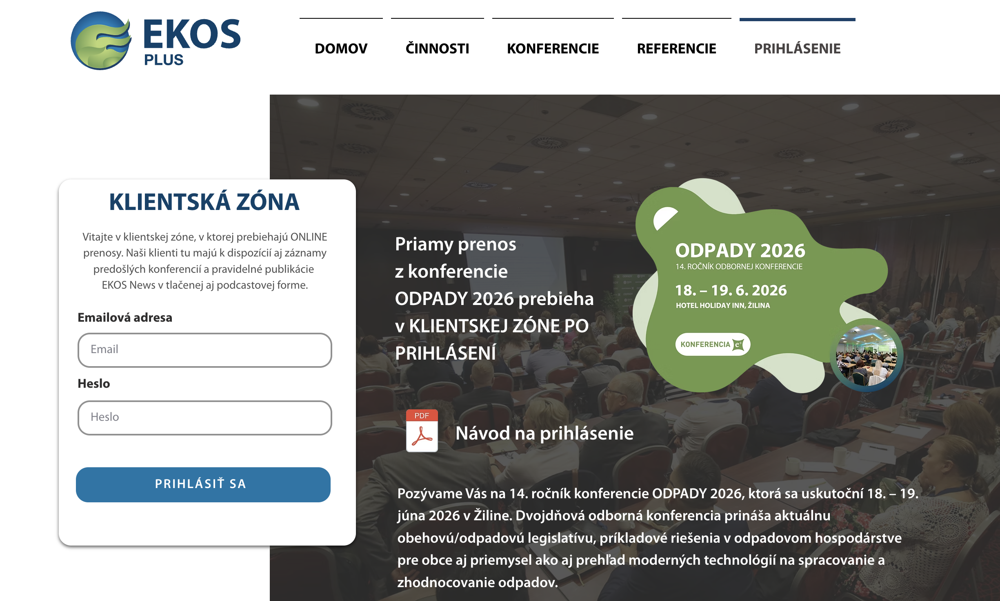 EKOS
PLUS
DOMOV
ČINNOSTI
KONFERENCIE
REFERENCIE
PRIHLÁSENIE
KLIENTSKÁ ZÓNA
Vitajte v klientskej zóne, v ktorej prebiehajú ONLINE
prenosy. Naši klienti tu majú k dispozícií aj záznamy
predošlých konferencií a pravidelné publikácie
EKOS News v tlačenej aj podcastovej forme.
Emailová adresa
Email
Heslo
Heslo
PRIHLÁSIŤ SA
Priamy prenos
z konferencie
ODPADY 2026 prebieha
v KLIENTSKEJ ZÓNE PO
PRIHLÁSENÍ
ODPADY 2026
14. ROČNÍK ODBORNEJ KONFERENCIE
18. – 19. 6. 2026
HOTEL HOLIDAY INN, ŽILINA
KONFERENCIA e+
PDF
Návod na prihlásenie
Pozývame Vás na 14. ročník konferencie ODPADY 2026, ktorá sa uskutoční 18. – 19.
júna 2026 v Žiline. Dvojdňová odborná konferencia prináša aktuálnu
obehovú/odpadovú legislatívu, príkladové riešenia v odpadovom hospodárstve
pre obce aj priemysel ako aj prehľad moderných technológií na spracovanie a
zhodnocovanie odpadov.